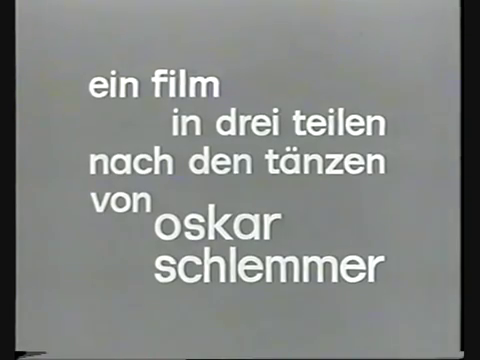 ein film
in drei teilen
nach den tänzen
von
oskar
schlemmer